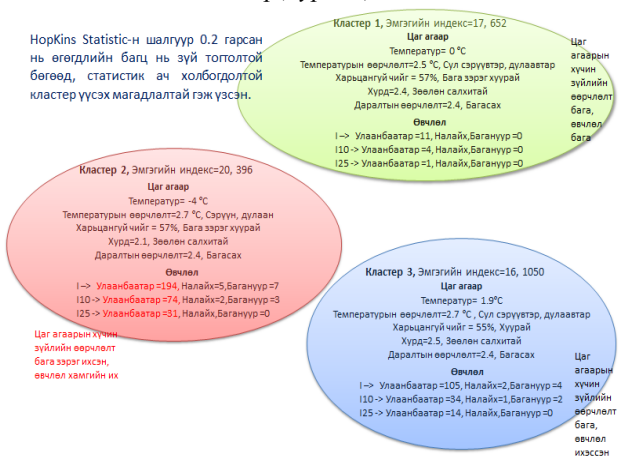 HopKins Statistic-н шалгуур 0.2 гарсан
нь өгөгдлийн багц нь зүй тогтолтой
бөгөөд, статистик ач холбогдолтой
кластер үүсэх магадлалтай гэж үзсэн.
Кластер 1, Эмгэгийн индекс=17, 652
Цаг агаар
Температур= 0 ⁰С
Температурын өөрчлөлт=2.5 ⁰С, Сул сэрүүвтэр, дулаавтар
Харьцангуй чийг = 57%, Бага зэрэг хуурай
Хурд=2.4, Зөөлөн салхитай
Даралтын өөрчлөлт=2.4, Багасах
Өвчлөл
I –> Улаанбаатар =11, Налайх,Багануур =0
I10 -> Улаанбаатар =4, Налайх,Багануур =0
I25 -> Улаанбаатар =1, Налайх,Багануур =0
Цаг
агаарын
хүчин
зүйлийн
өөрчлөлт
бага,
өвчлөл
бага
Кластер 2, Эмгэгийн индекс=20, 396
Цаг агаар
Температур= -4 ⁰С
Температурын өөрчлөлт=2.7 ⁰С, Сэрүүн, дулаан
Харьцангуй чийг = 57%, Бага зэрэг хуурай
Хурд=2.1, Зөөлөн салхитай
Даралтын өөрчлөлт=2.4, Багасах
Өвчлөл
I –> Улаанбаатар =194, Налайх=5,Багануур =7
I10 -> Улаанбаатар =74, Налайх=2,Багануур =3
I25 -> Улаанбаатар =31, Налайх,Багануур =0
Цаг агаарын хүчин
зүйлийн өөрчлөлт
бага зэрэг ихсэн,
өвчлөл хамгийн их
Кластер 3, Эмгэгийн индекс=16, 1050
Цаг агаар
Температур= 1.9⁰С
Температурын өөрчлөлт=2.7 ⁰С , Сул сэрүүвтэр, дулаавтар
Харьцангуй чийг = 55%, Хуурай
Хурд=2.5, Зөөлөн салхитай
Даралтын өөрчлөлт=2.4, Багасах
Өвчлөл
I –> Улаанбаатар =105, Налайх=2,Багануур =4
I10 -> Улаанбаатар =34, Налайх=1,Багануур =2
I25 -> Улаанбаатар =14, Налайх,Багануур =0
Цаг
агаарын
хүчин
зүйлийн
өөрчлөлт
бага,
өвчлөл
ихэссэн